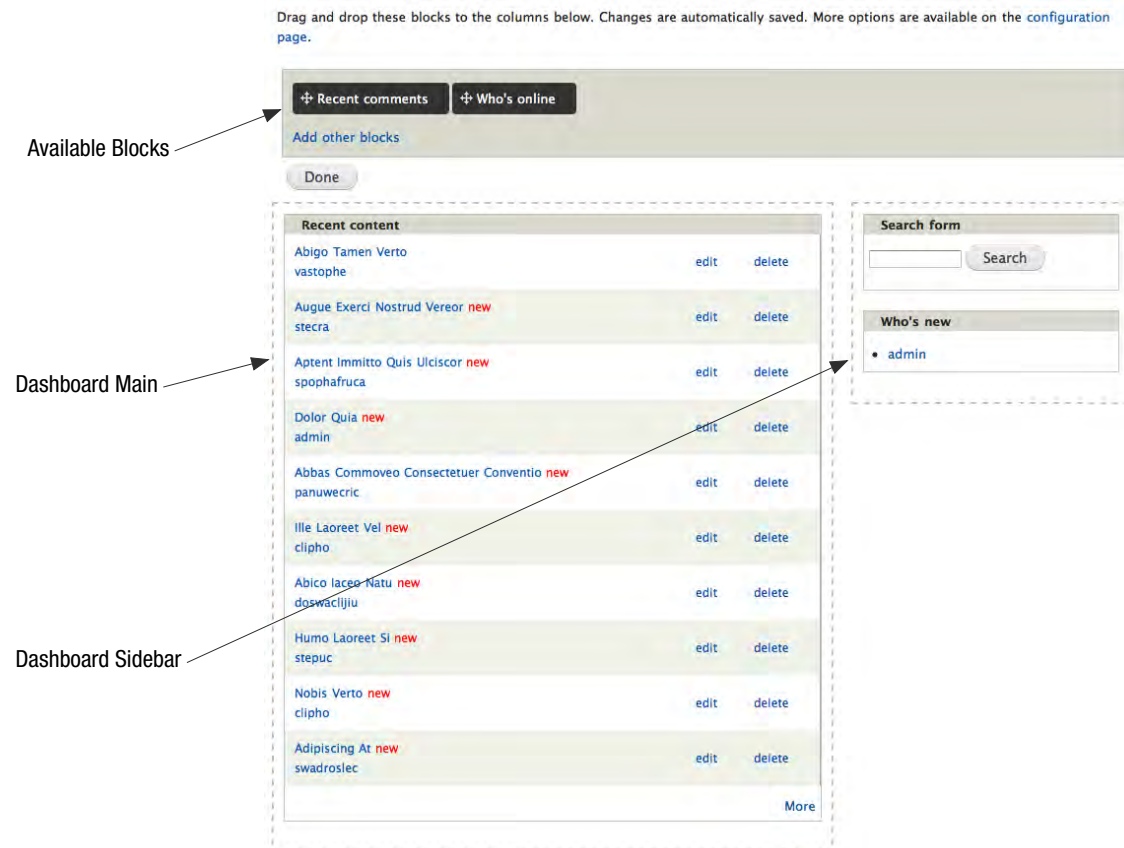 Drag and drop these blocks to the columns below. Changes are automatically saved. More options are available on the configuration
page.
Recent comments
Who's online
Available Blocks
Add other blocks
Done
Recent content
Abigo Tamen Verto
vastophe
edit delete
Augue Exerci Nostrud Vereor new
stecra
edit delete
Aptent Immitto Quis Ulciscor new
spophafruca
edit delete
Dashboard Main
Dolor Quia new
admin
edit delete
Abbas Commoveo Consectetuer Conventio new
panuwecric
edit delete
Ille Laoreet Vel new
clipho
edit delete
Abico Iaceo Natu new
doswaclijiu
edit delete
Humo Laoreet Si new
stepuc
edit delete
Dashboard Sidebar
Nobis Verto new
clipho
edit delete
Adipiscing At new
swadroslec
edit delete
More
Search form
Search
Who's new
admin